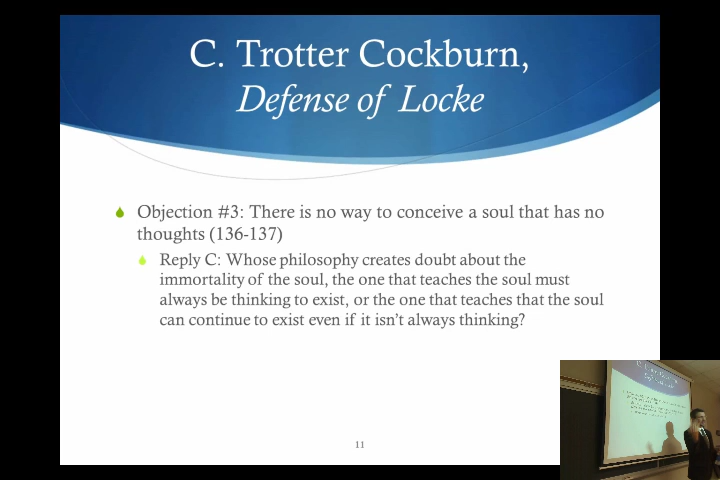 C. Trotter Cockburn,
Defense of Locke
Objection #3: There is no way to conceive a soul that has no
thoughts (136-137)
Reply C: Whose philosophy creates doubt about the
immortality of the soul, the one that teaches the soul must
always be thinking to exist, or the one that teaches that the soul
can continue to exist even if it isn't always thinking?
11